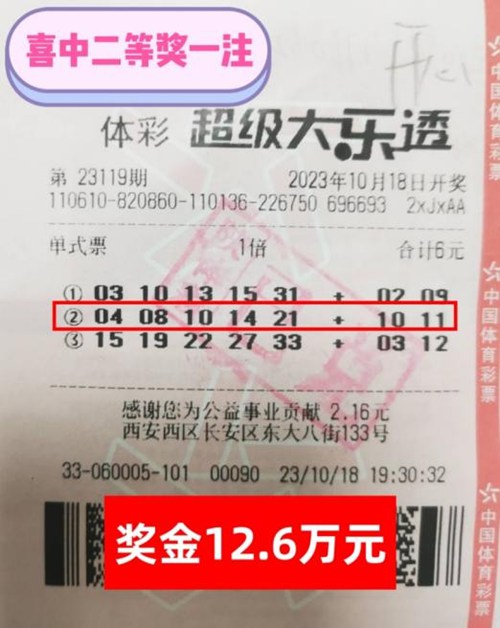 喜中二等奖一注
体彩 超级大乐透
第 23119期 2023年10月18日开奖
110610-820860-110136-226750 696693 2xJxAA
单式票 1倍 合计6元
① 03 10 13 15 31 + 02 09
② 04 08 10 14 21 + 10 11
③ 15 19 22 27 33 + 03 12
感谢您为公益事业贡献 2.16元
西安西区长安区东大八街133号
33-060005-101 00090 23/10/18 19:30:32
奖金12.6万元
中国体育彩票
中国体育彩票
中国体育彩票